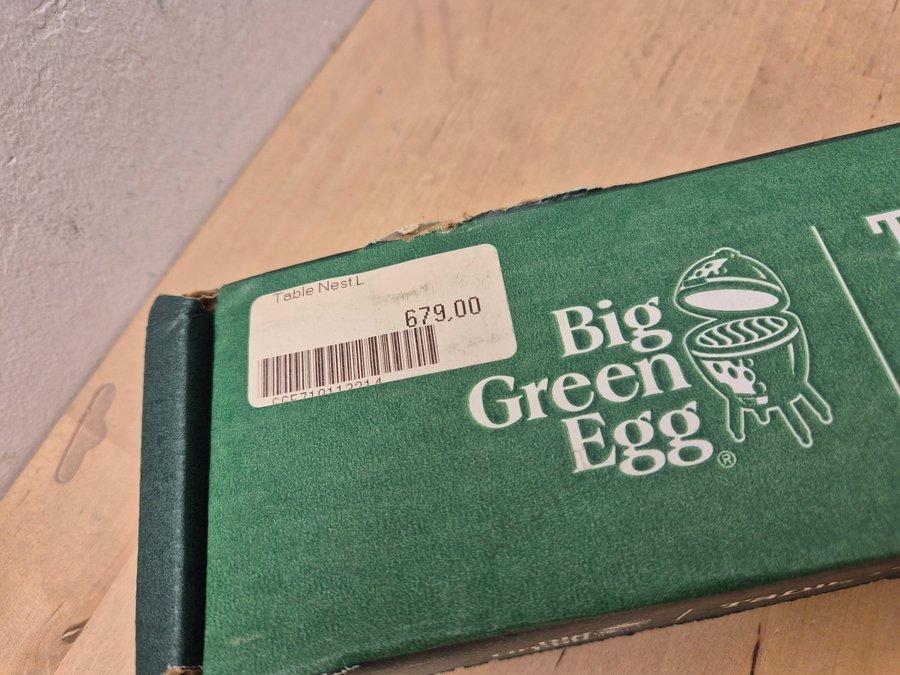 Table Nest L
679,00
Big
Green
Egg
®
T